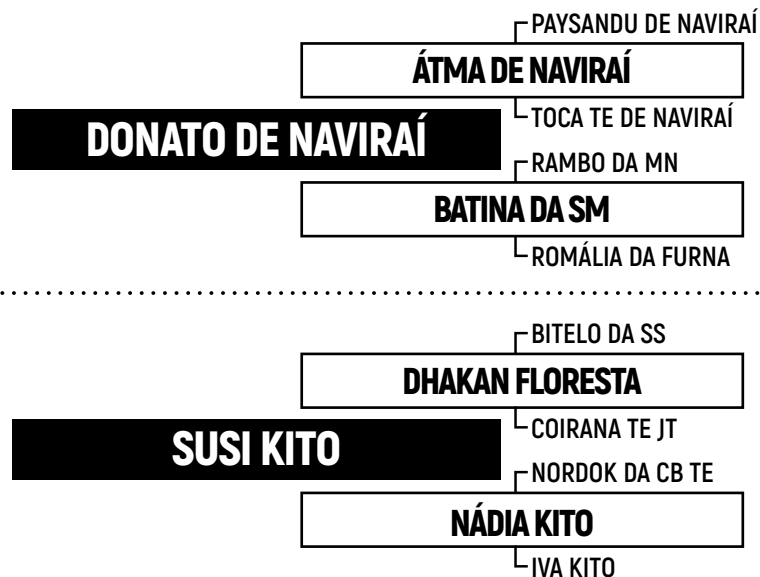 PAYSANDU DE NAVIRAÍ
ÁTMA DE NAVIRAÍ
TOCA TE DE NAVIRAÍ
DONATO DE NAVIRAÍ
RAMBO DA MN
BATINA DA SM
ROMÁLIA DA FURNA
BITELO DA SS
DHAKAN FLORESTA
COIRANA TE JT
SUSI KITO
NORDOK DA CB TE
NÁDIA KITO
IVA KITO